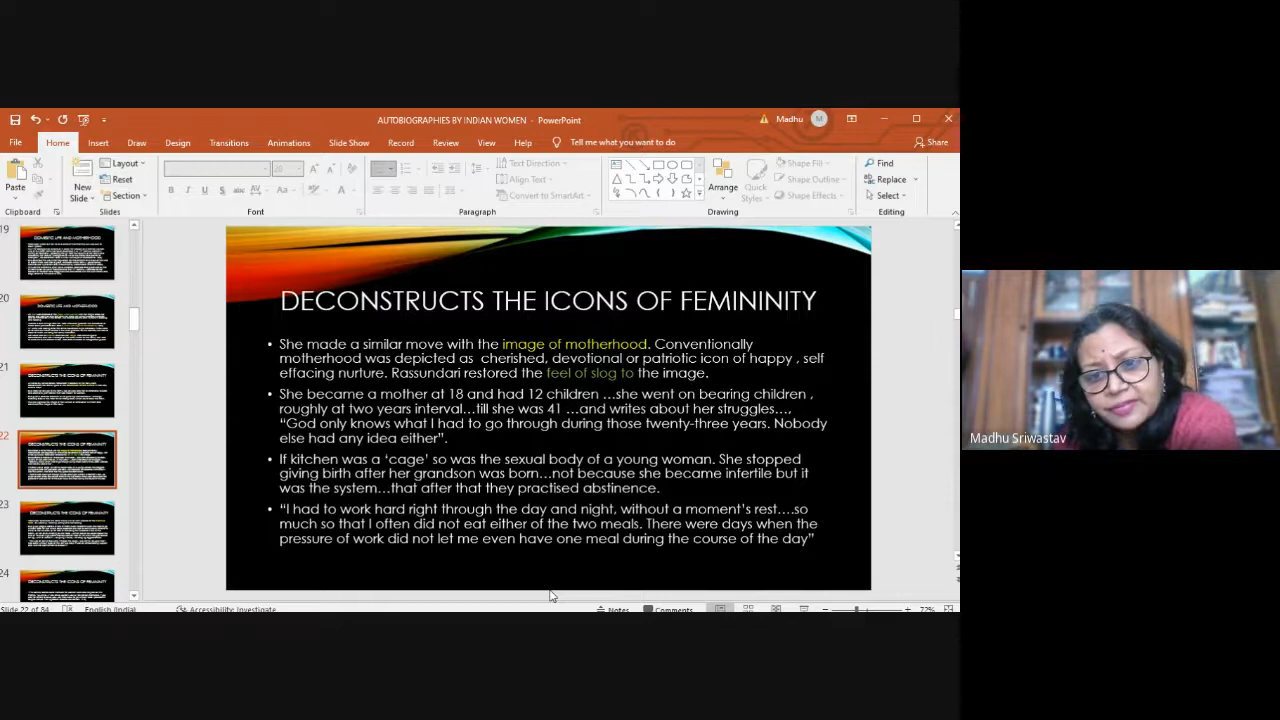 AUTOBIOGRAPHIES BY INDIAN WOMEN - PowerPoint
Madhu
M
File Home Insert Draw Design Transitions Animations Slide Show Record Review View Help Tell me what you want to do
Share
Paste
New
Slide
Layout
Reset
Section
Text Direction
Align Text
Convert to SmartArt
Arrange
Quick
Styles
Shape Fill
Shape Outline
Shape Effects
Find
Replace
Select
Clipboard Slides Font Paragraph Drawing Editing
19
20
21
22
23
24
DECONSTRUCTS THE ICONS OF FEMININITY
• She made a similar move with the image of motherhood. Conventionally
motherhood was depicted as cherished, devotional or patriotic icon of happy , self
effacing nurture. Rassundari restored the feel of slog to the image.
• She became a mother at 18 and had 12 children …she went on bearing children ,
roughly at two years interval…till she was 41 …and writes about her struggles….
“God only knows what I had to go through during those twenty-three years. Nobody
else had any idea either”.
• If kitchen was a ‘cage’ so was the sexual body of a young woman. She stopped
giving birth after her grandson was born…not because she became infertile but it
was the system…that after that they practised abstinence.
• “I had to work hard right through the day and night, without a moment’s rest….so
much so that I often did not eat either of the two meals. There were days when the
pressure of work did not let me even have one meal during the course of the day”
Slide 22 of 84 English (India) Accessibility: Investigate Notes Comments 72%
Madhu Sriwastav